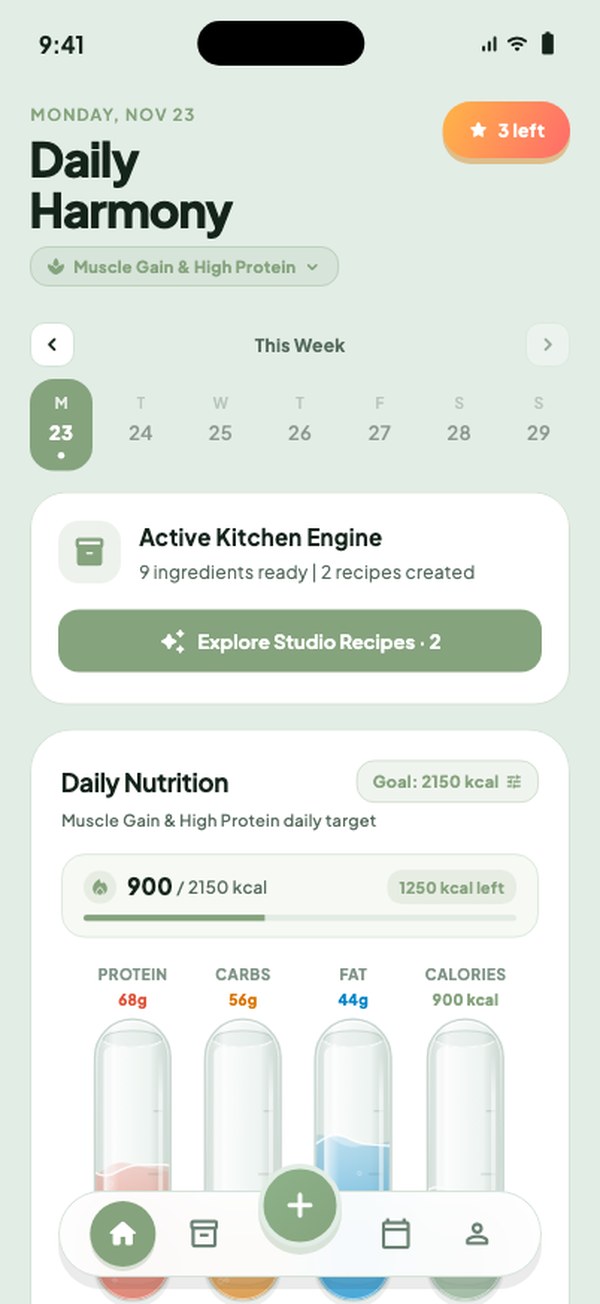 9:41
MONDAY, NOV 23
3 left
Daily
Harmony
Muscle Gain & High Protein
This Week
M T W T F S S
23 24 25 26 27 28 29
Active Kitchen Engine
9 ingredients ready | 2 recipes created
Explore Studio Recipes · 2
Daily Nutrition
Goal: 2150 kcal
Muscle Gain & High Protein daily target
900 / 2150 kcal
1250 kcal left
PROTEIN CARBS FAT CALORIES
68g 56g 44g 900 kcal